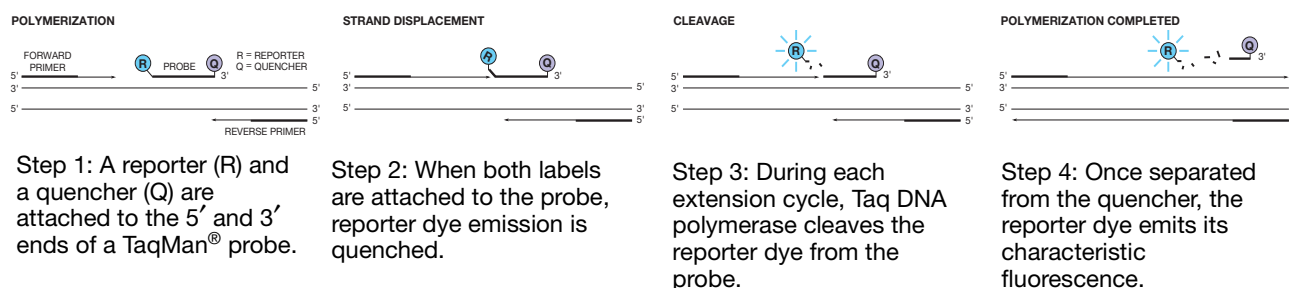 POLYMERIZATION
FORWARD
PRIMER
R
PROBE
Q
R = REPORTER
Q = QUENCHER
5'
3'
3'
5'
5'
3'
5'
REVERSE PRIMER
Step 1: A reporter (R) and
a quencher (Q) are
attached to the 5′ and 3′
ends of a TaqMan® probe.
STRAND DISPLACEMENT
R
Q
5'
3'
3'
5'
5'
3'
5'
Step 2: When both labels
are attached to the probe,
reporter dye emission is
quenched.
CLEAVAGE
R
Q
5'
3'
3'
5'
5'
3'
5'
Step 3: During each
extension cycle, Taq DNA
polymerase cleaves the
reporter dye from the
probe.
POLYMERIZATION COMPLETED
R
Q
3'
5'
3'
3'
5'
5'
3'
5'
Step 4: Once separated
from the quencher, the
reporter dye emits its
characteristic
fluorescence.